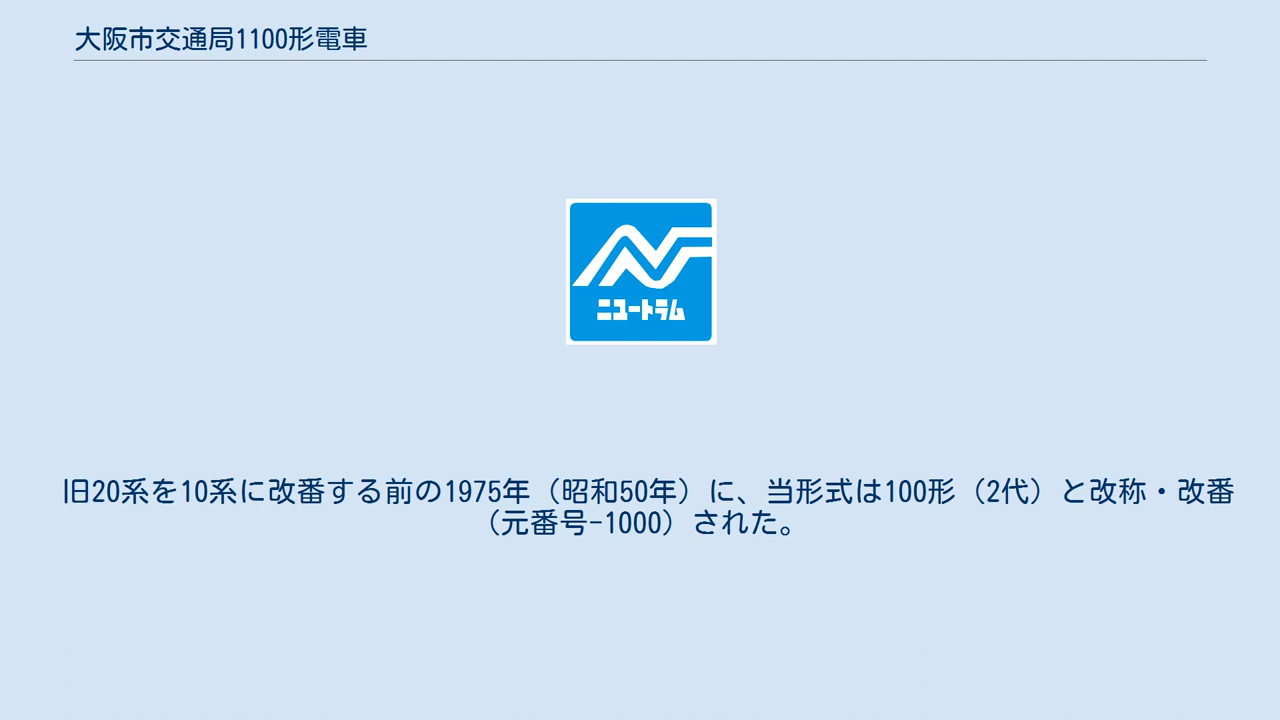 大阪市交通局1100形電車
ニュートラム
旧20系を10系に改番する前の1975年（昭和50年）に、当形式は100形（2代）と改称・改番
（元番号-1000）された。